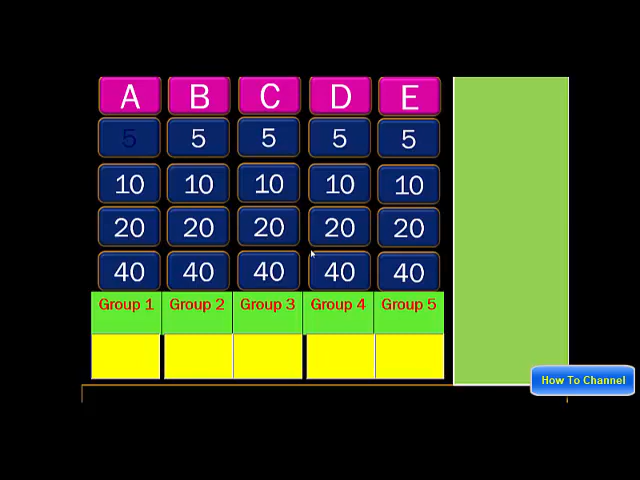 A B C D E
5 5 5 5 5
10 10 10 10 10
20 20 20 20 20
40 40 40 40 40
Group 1 Group 2 Group 3 Group 4 Group 5
How To Channel